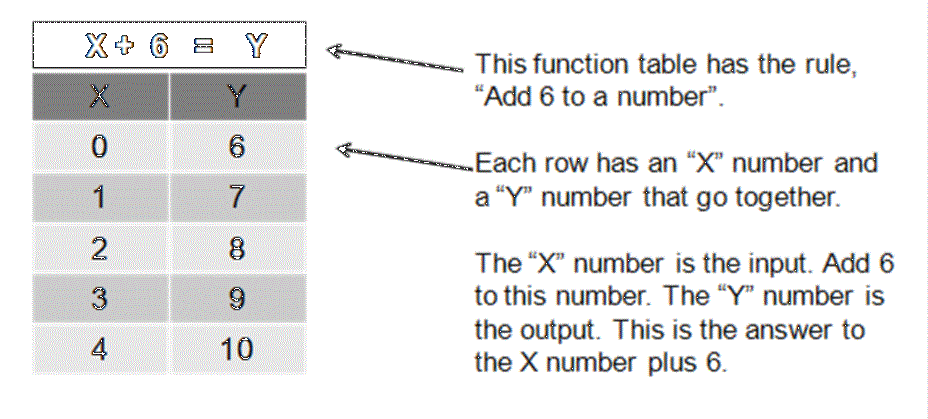 X + 6 = Y
X Y
0 6
1 7
2 8
3 9
4 10
This function table has the rule,
“Add 6 to a number”.
Each row has an “X” number and
a “Y” number that go together.
The “X” number is the input. Add 6
to this number. The “Y” number is
the output. This is the answer to
the X number plus 6.